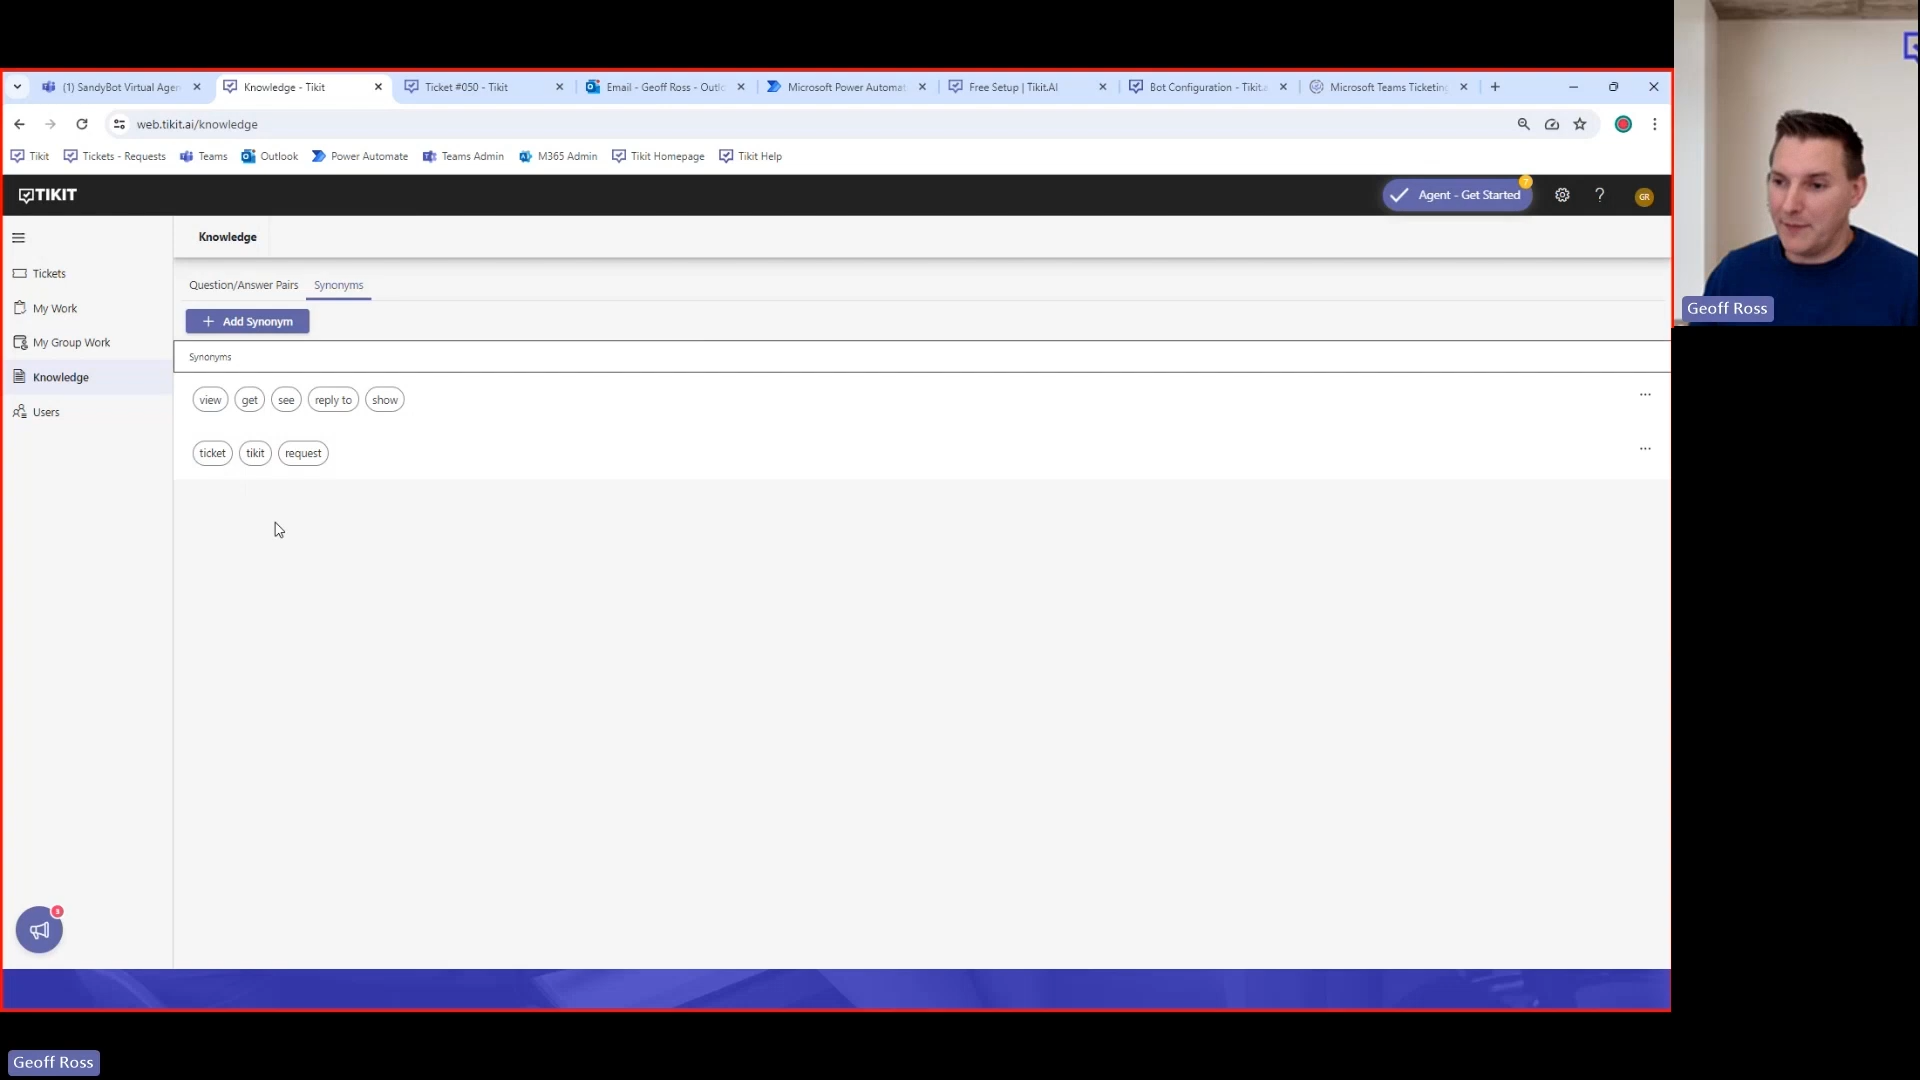 (1) SandyBot Virtual Agen
Knowledge - Tikit
Ticket #050 - Tikit
Email - Geoff Ross - Outlo
Microsoft Power Automat
Free Setup | Tikit.AI
Bot Configuration - Tikit.a
Microsoft Teams Ticketing
web.tikit.ai/knowledge
Tikit
Tickets - Requests
Teams
Outlook
Power Automate
Teams Admin
M365 Admin
Tikit Homepage
Tikit Help
TIKIT
Agent - Get Started
?
GR
Knowledge
Tickets
My Work
My Group Work
Knowledge
Users
Question/Answer Pairs
Synonyms
+ Add Synonym
Synonyms
view get see reply to show
ticket tikit request
3
Geoff Ross
Geoff Ross